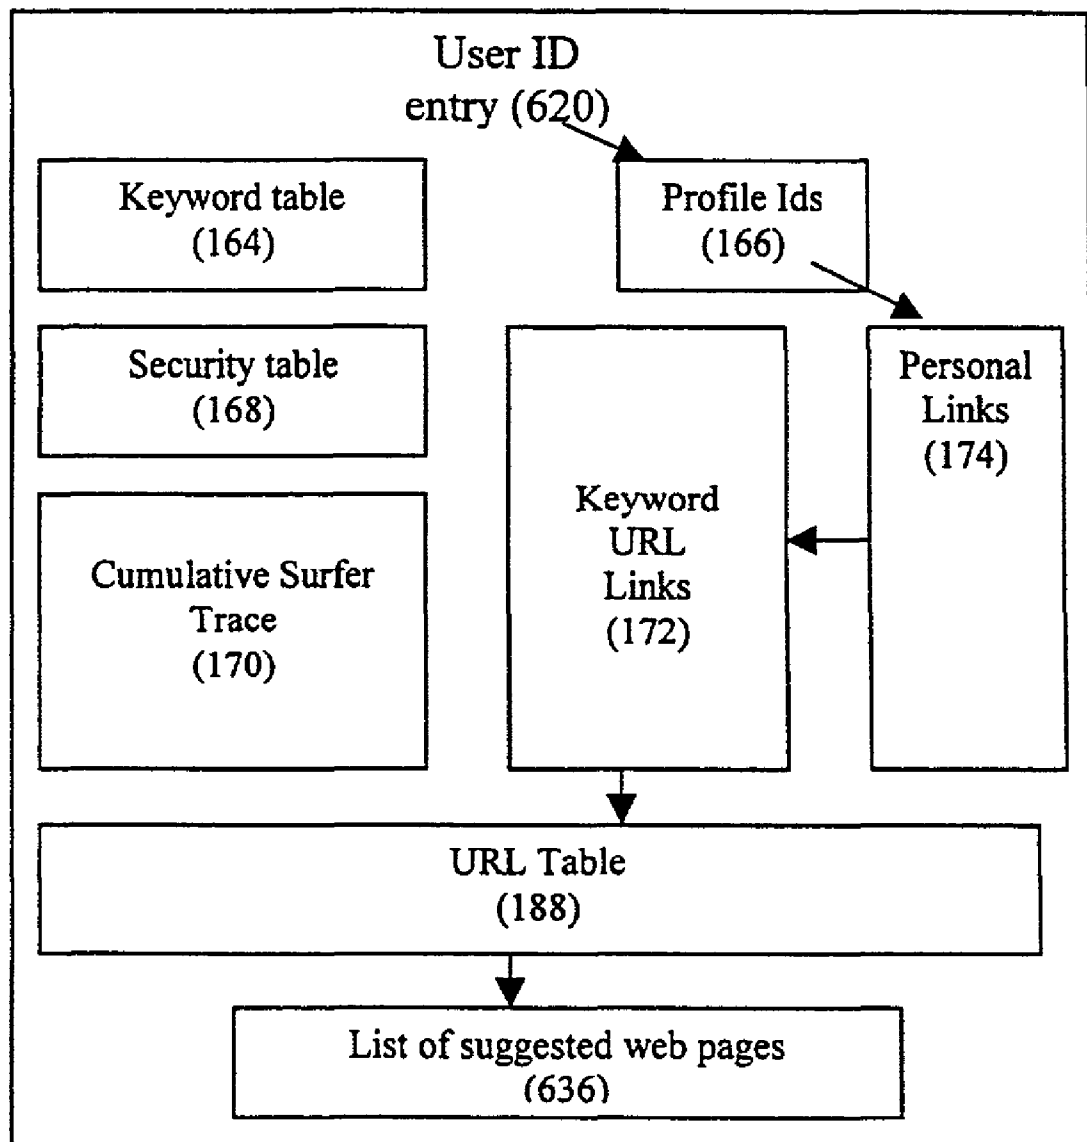 User ID
entry (620)
Keyword table
(164)
Profile Ids
(166)
Security table
(168)
Personal
Links
(174)
Keyword
URL
Links
(172)
Cumulative Surfer
Trace
(170)
URL Table
(188)
List of suggested web pages
(636)